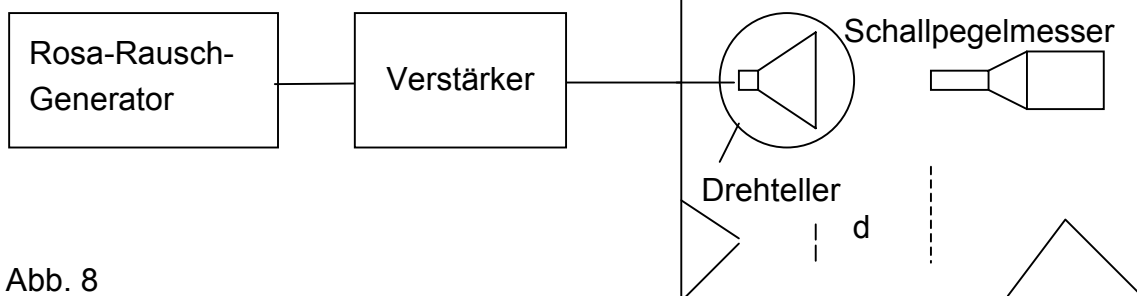 Rosa-Rausch-
Generator
Verstärker
Schallpegelmesser
Drehteller
d
Abb. 8